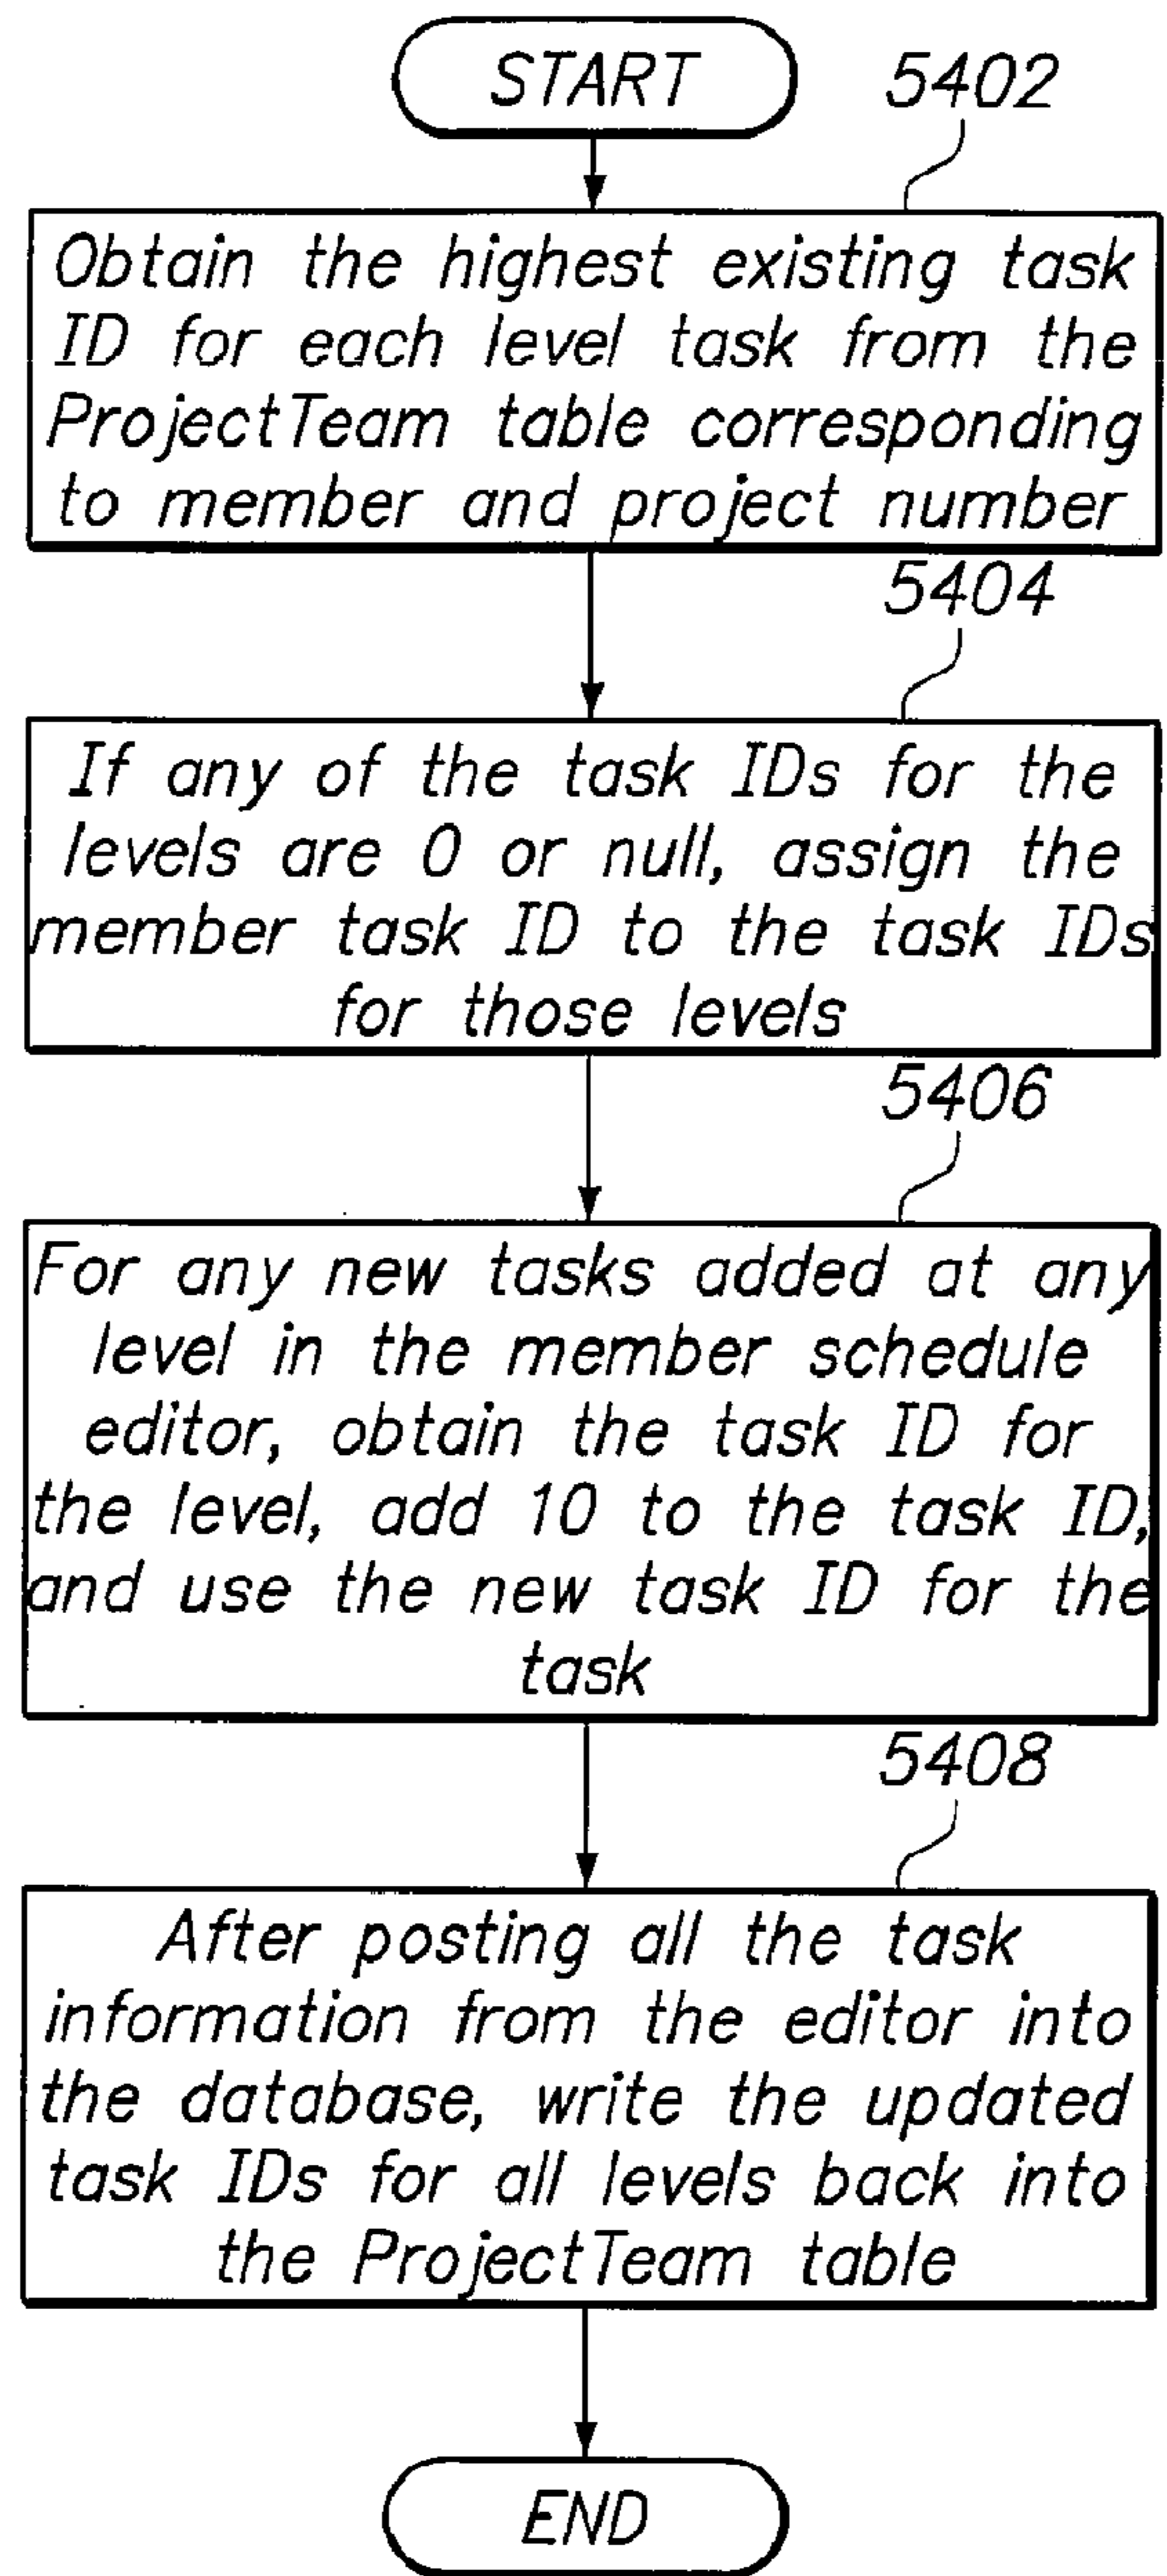 START
5402
Obtain the highest existing task
ID for each level task from the
ProjectTeam table corresponding
to member and project number
5404
If any of the task IDs for the
levels are 0 or null, assign the
member task ID to the task IDs
for those levels
5406
For any new tasks added at any
level in the member schedule
editor, obtain the task ID for
the level, add 10 to the task ID,
and use the new task ID for the
task
5408
After posting all the task
information from the editor into
the database, write the updated
task IDs for all levels back into
the ProjectTeam table
END